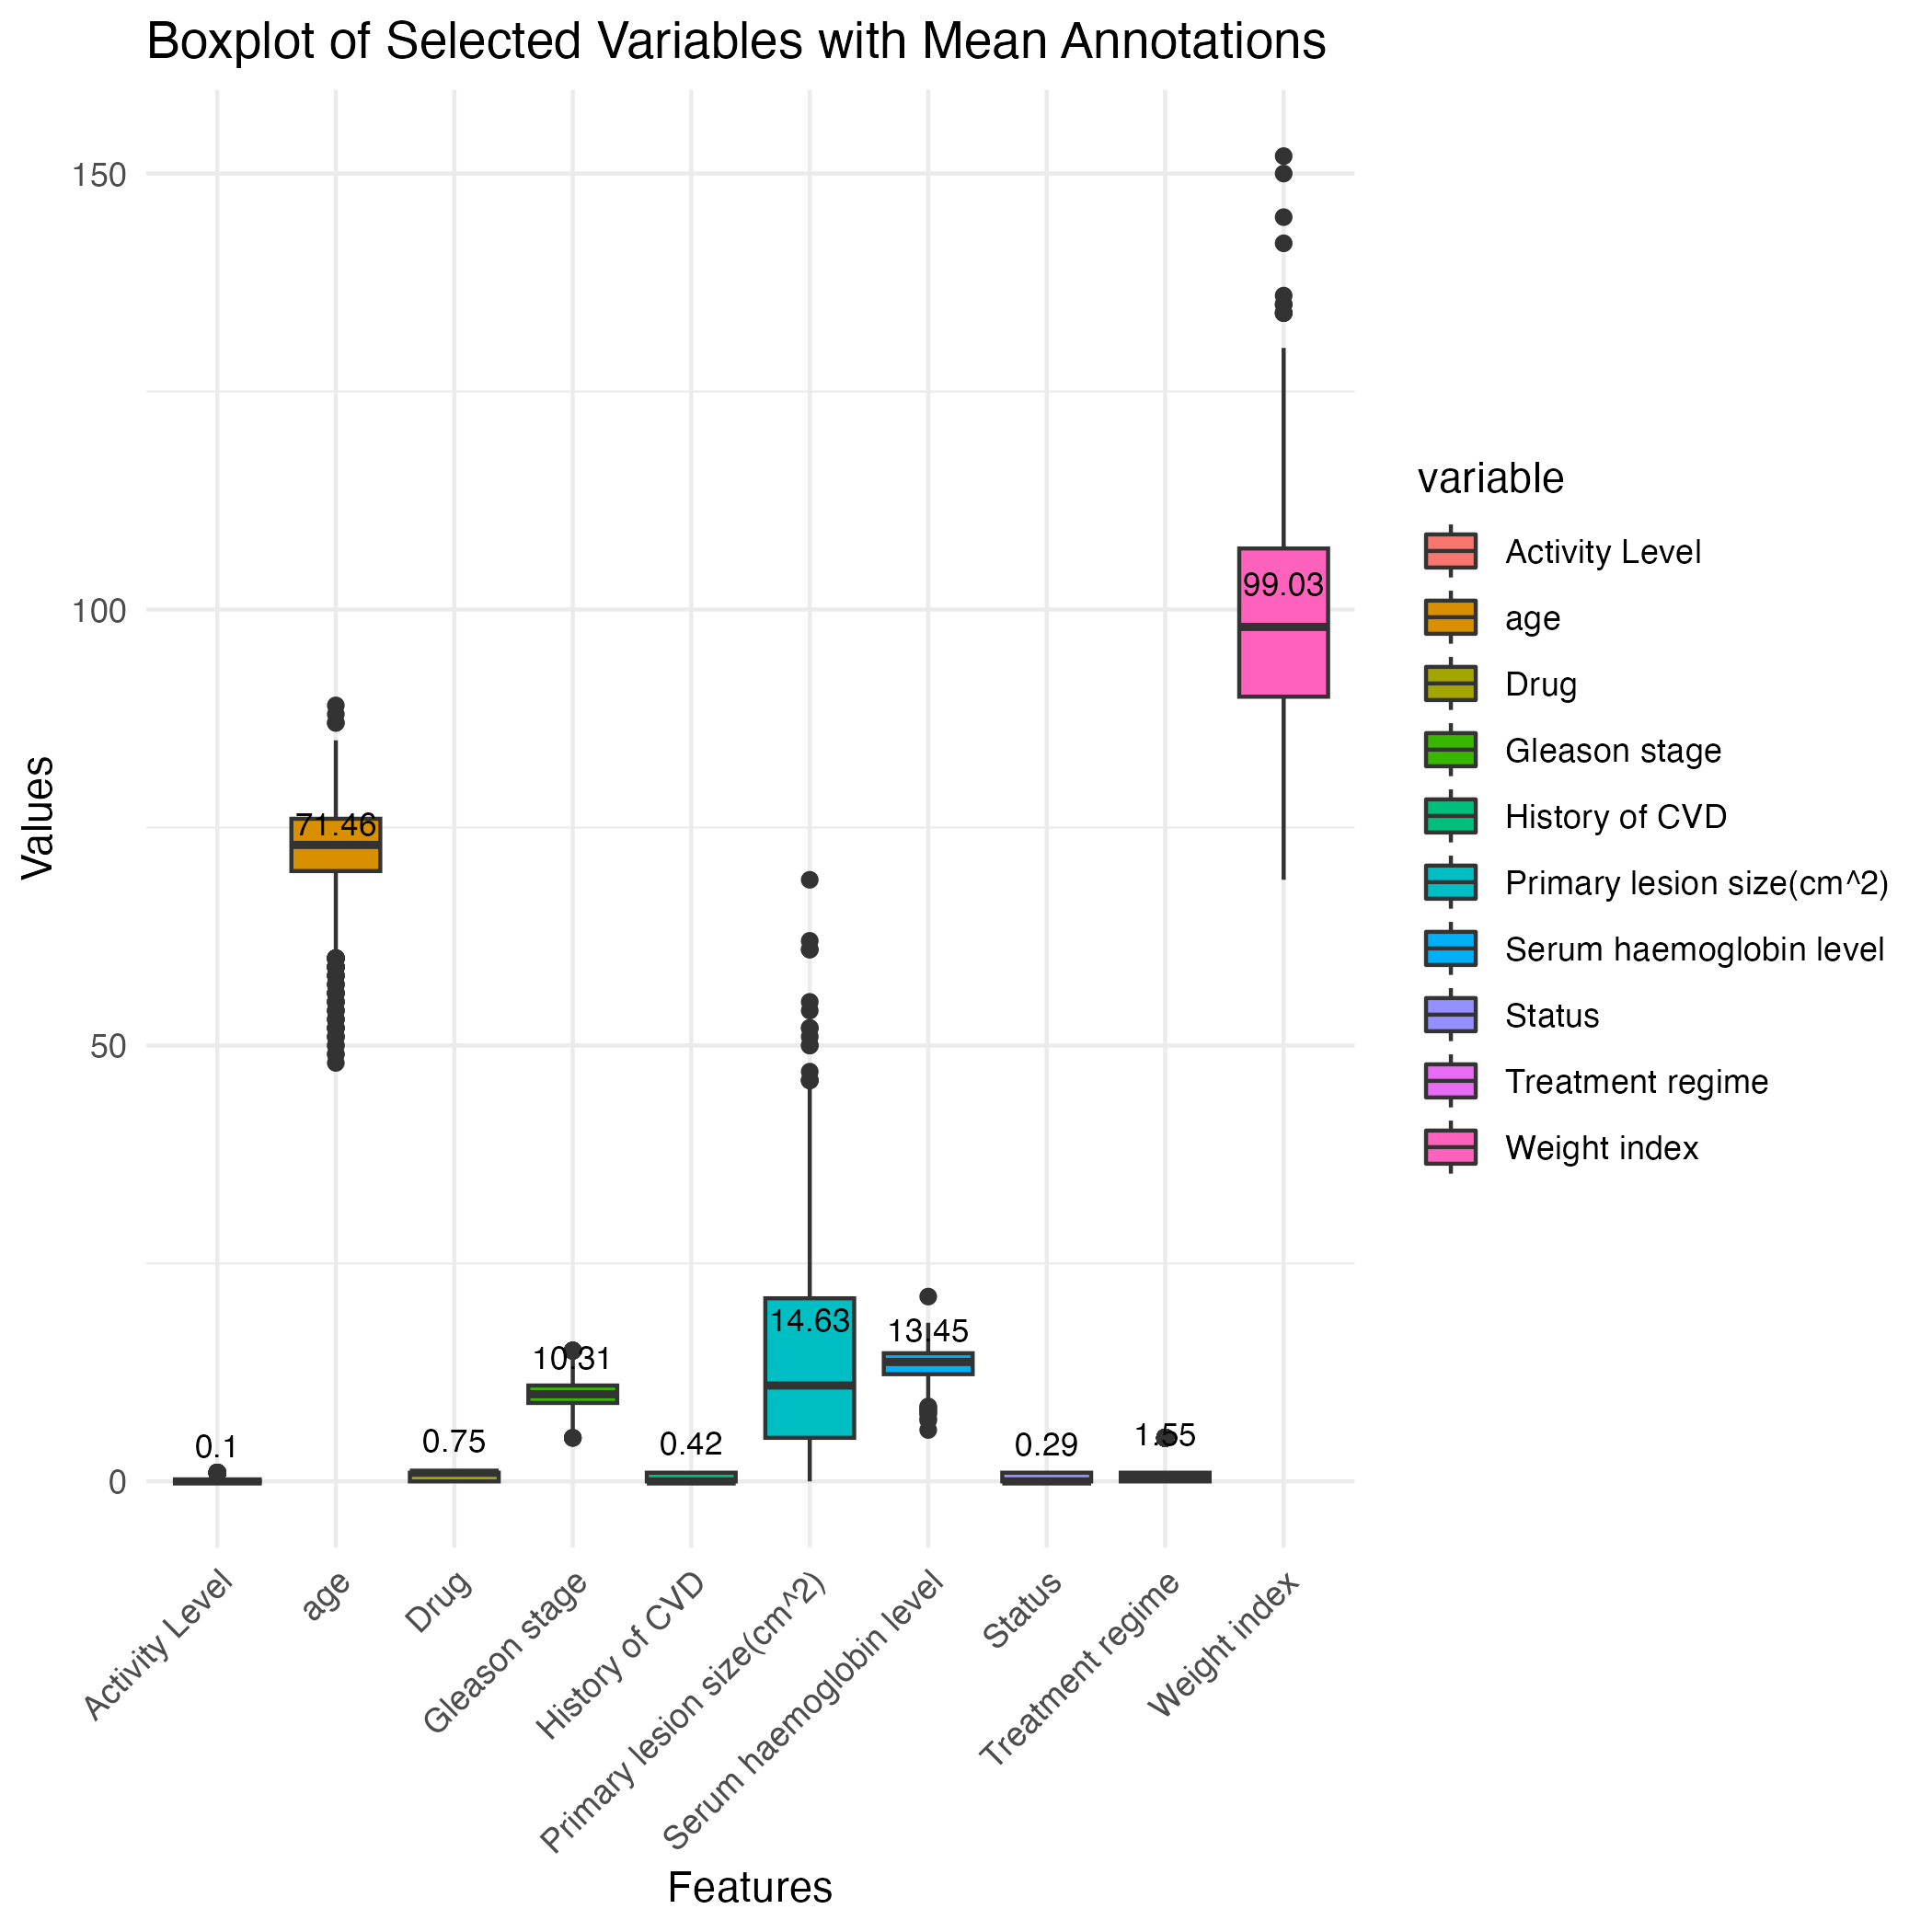 Boxplot of Selected Variables with Mean Annotations
Values
150
100
50
0
0.1
71.46
0.75
10.31
0.42
14.63
13.45
0.29
1.55
99.03
Activity Level
age
Drug
Gleason stage
History of CVD
Primary lesion size(cm^2)
Serum haemoglobin level
Status
Treatment regime
Weight index
Features
variable
Activity Level
age
Drug
Gleason stage
History of CVD
Primary lesion size(cm^2)
Serum haemoglobin level
Status
Treatment regime
Weight index